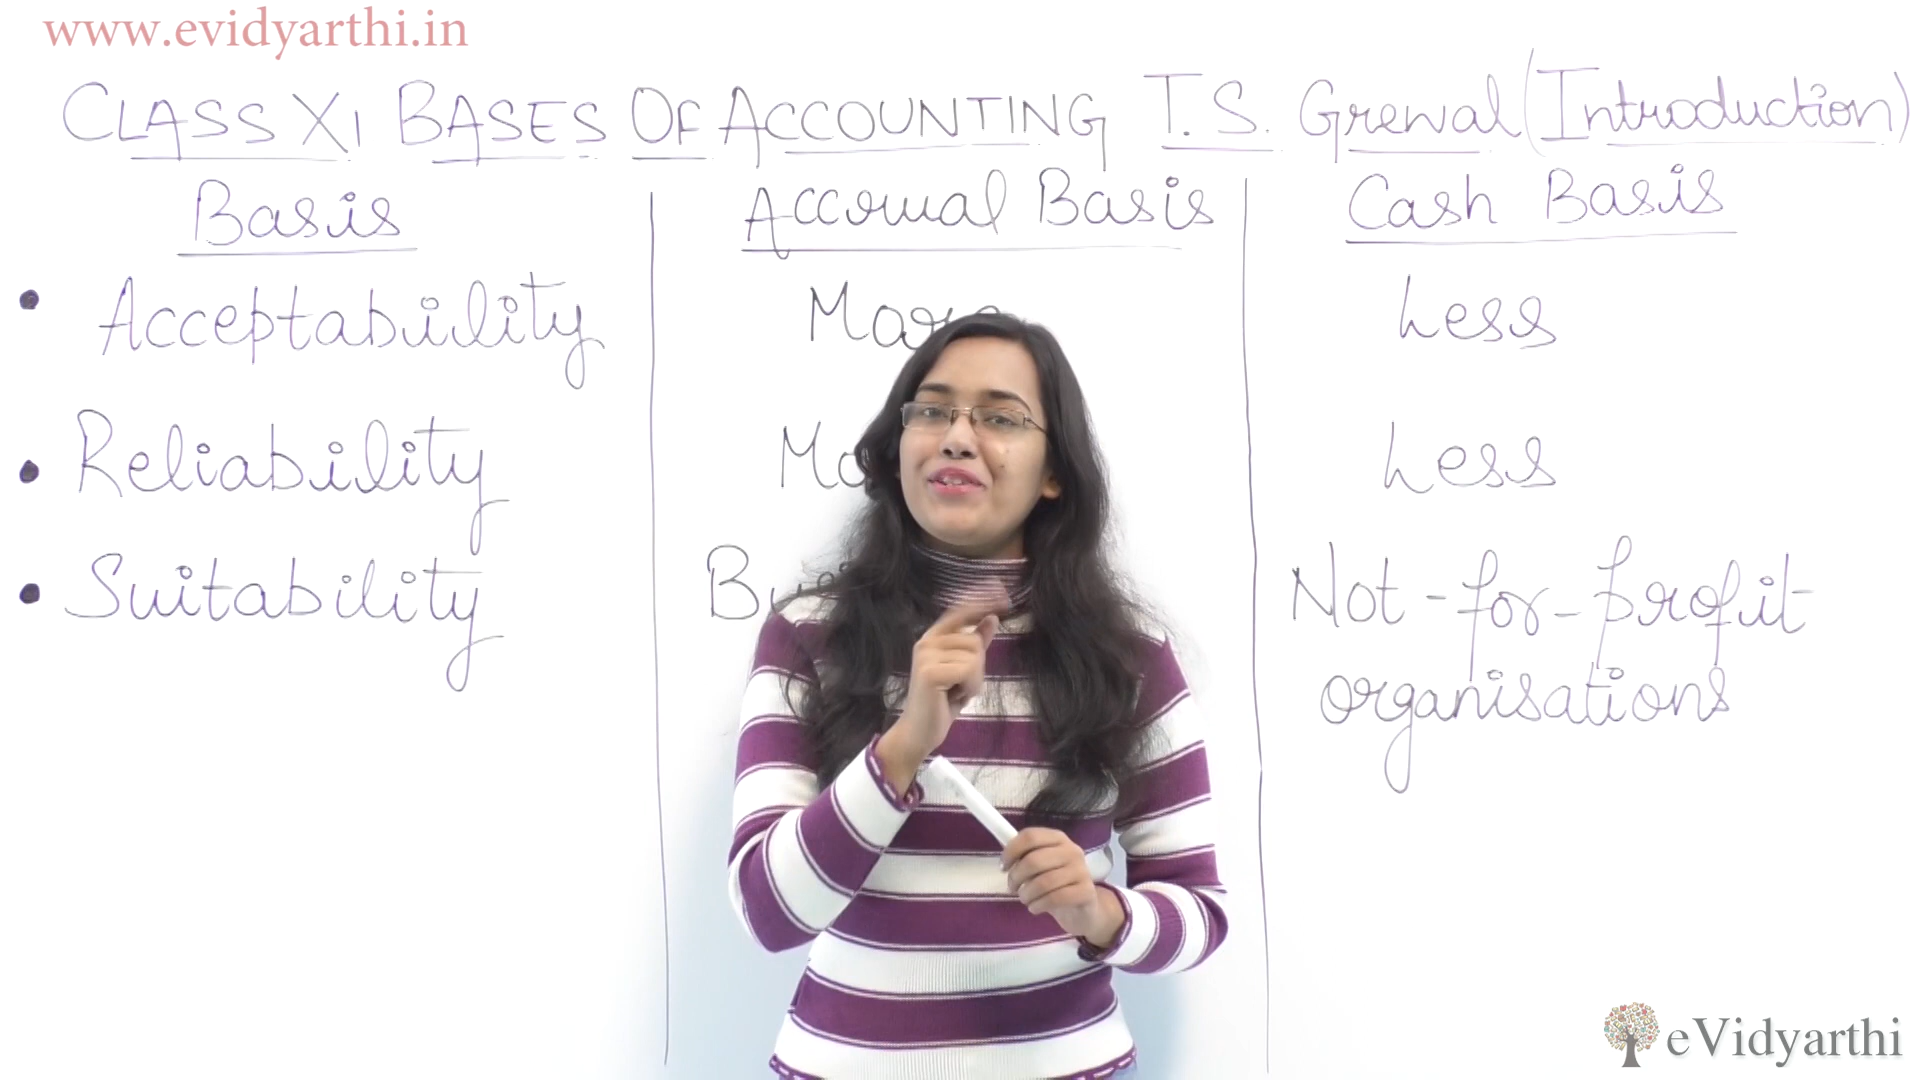 www.evidyarthi.in
CLASS XI BASES OF ACCOUNTING T.S. Grewal (Introduction)
Basis Accrual Basis Cash Basis
• Acceptability Less
• Reliability Less
• Suitability Not-for-profit
organisations
eVidyarthi